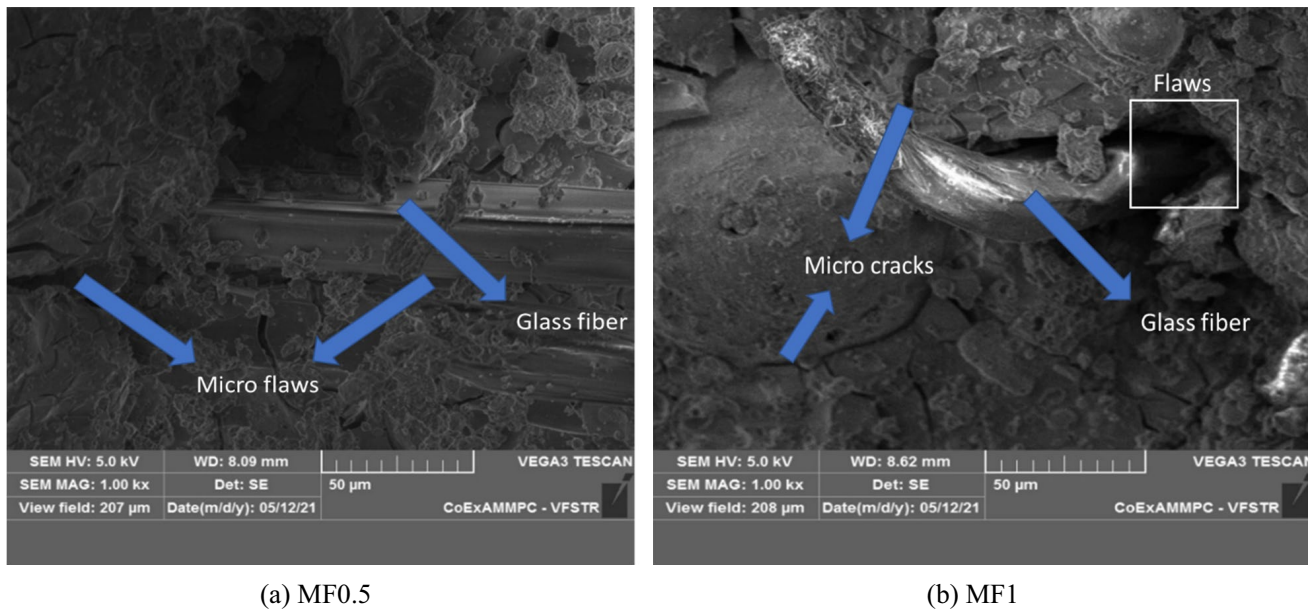 Micro flaws
Glass fiber
SEM HV: 5.0 kV
WD: 8.09 mm
VEGA3 TESCAN
SEM MAG: 1.00 kx
Det: SE
50 µm
View field: 207 µm
Date(m/d/y): 05/12/21
CoExAMMPC - VFSTR
(a) MF0.5
Flaws
Micro cracks
Glass fiber
SEM HV: 5.0 kV
WD: 8.62 mm
VEGA3 TESCAN
SEM MAG: 1.00 kx
Det: SE
50 µm
View field: 208 µm
Date(m/d/y): 05/12/21
CoExAMMPC - VFSTR
(b) MF1